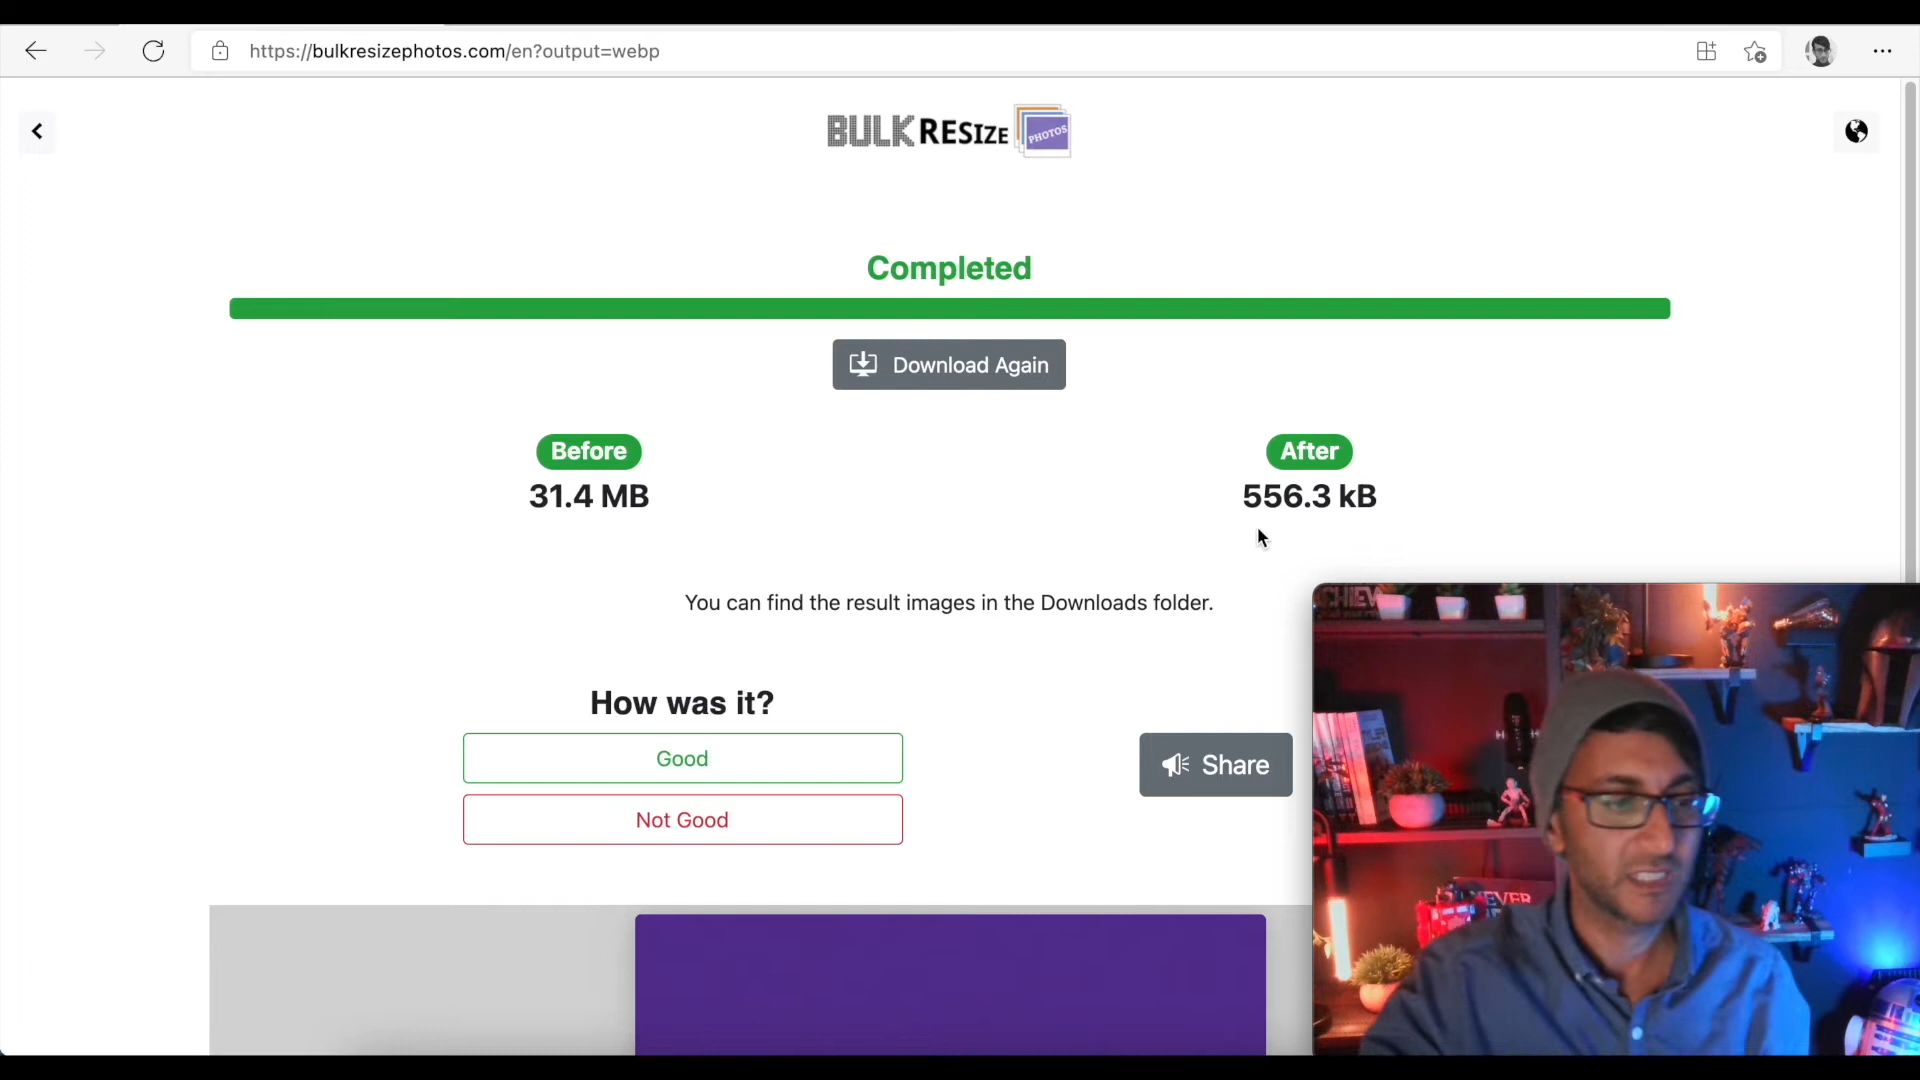 https://bulkresizephotos.com/en?output=webp
BULK RESIZE PHOTOS
Completed
Download Again
Before
After
31.4 MB
556.3 kB
You can find the result images in the Downloads folder.
How was it?
Good
Share
Not Good